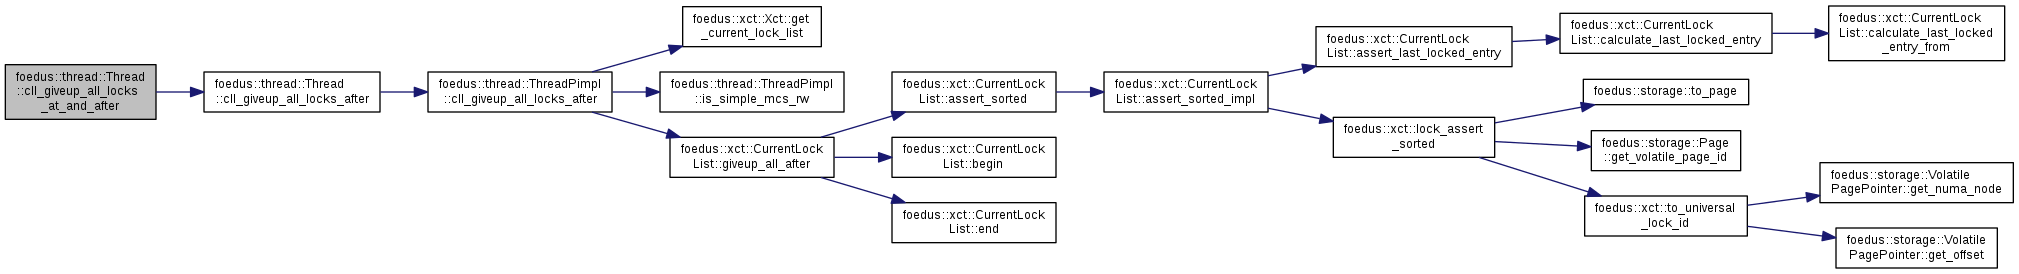 foedus::thread::Thread
::cll_giveup_all_locks
_at_and_after
foedus::thread::Thread
::cll_giveup_all_locks_after
foedus::thread::ThreadPimpl
::cll_giveup_all_locks_after
foedus::xct::Xct::get
_current_lock_list
foedus::thread::ThreadPimpl
::is_simple_mcs_rw
foedus::xct::CurrentLock
List::giveup_all_after
foedus::xct::CurrentLock
List::assert_sorted
foedus::xct::CurrentLock
List::begin
foedus::xct::CurrentLock
List::end
foedus::xct::CurrentLock
List::assert_sorted_impl
foedus::xct::CurrentLock
List::assert_last_locked_entry
foedus::xct::CurrentLock
List::calculate_last_locked_entry
foedus::xct::CurrentLock
List::calculate_last_locked
_entry_from
foedus::xct::lock_assert
_sorted
foedus::storage::to_page
foedus::storage::Page
::get_volatile_page_id
foedus::xct::to_universal
_lock_id
foedus::storage::Volatile
PagePointer::get_numa_node
foedus::storage::Volatile
PagePointer::get_offset